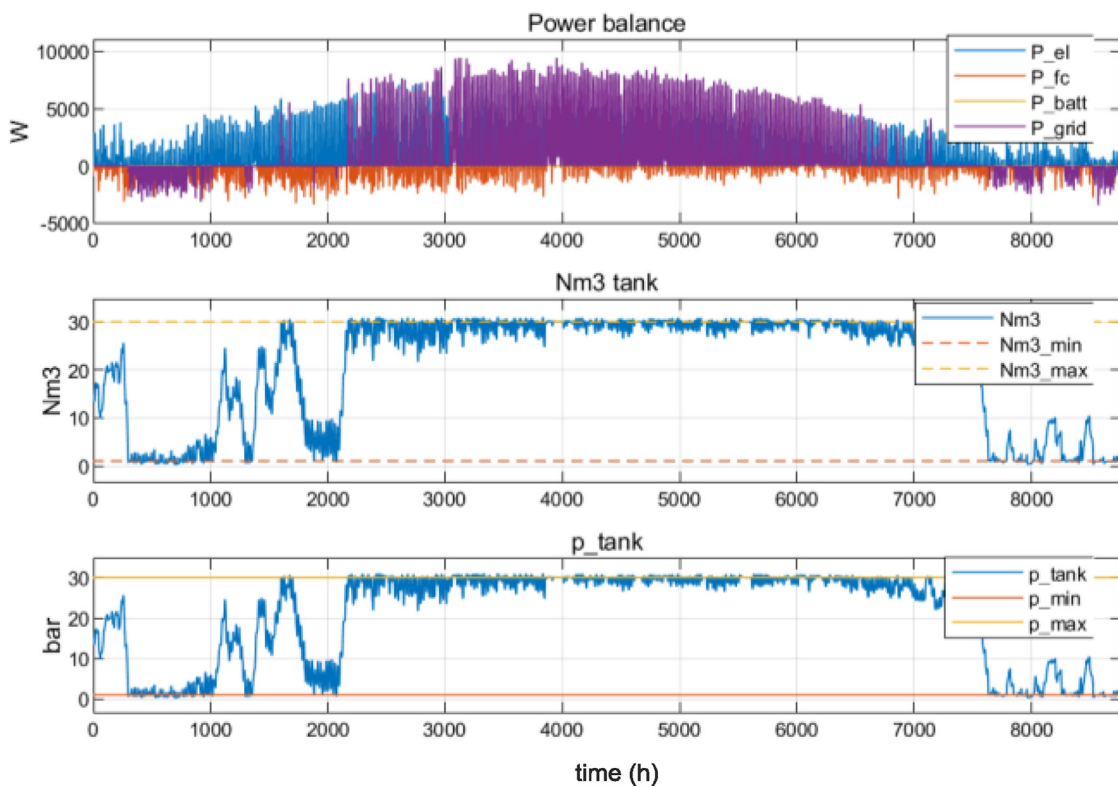 Power balance
10000
5000
0
-5000
W
P_el
P_fc
P_batt
P_grid
0 1000 2000 3000 4000 5000 6000 7000 8000
Nm3 tank
30
20
10
0
Nm3
Nm3
Nm3_min
Nm3_max
0 1000 2000 3000 4000 5000 6000 7000 8000
p_tank
30
20
10
0
bar
p_tank
p_min
p_max
0 1000 2000 3000 4000 5000 6000 7000 8000
time (h)